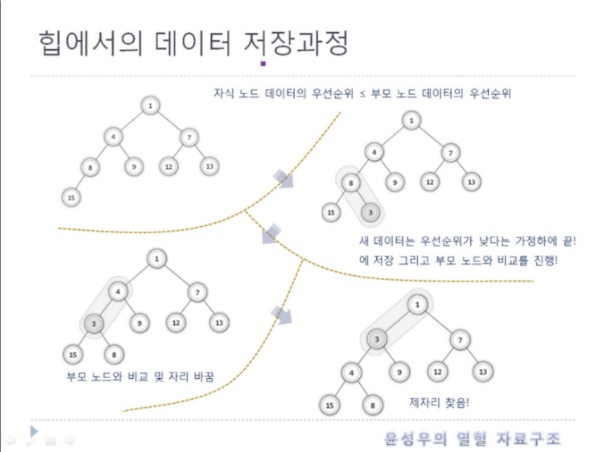 힙에서의 데이터 저장과정
자식 노드 데이터의 우선순위 ≤ 부모 노드 데이터의 우선순위
1
4 7
8 9 12 13
15
1
4 7
8 9 12 13
15 3
새 데이터는 우선순위가 낮다는 가정하에 끝!
에 저장 그리고 부모 노드와 비교를 진행!
1
4 7
3 9 12 13
15 8
부모 노드와 비교 및 자리 바꿈
1
3 7
4 9 12 13
15 8
제자리 찾음!
윤성우의 열혈 자료구조